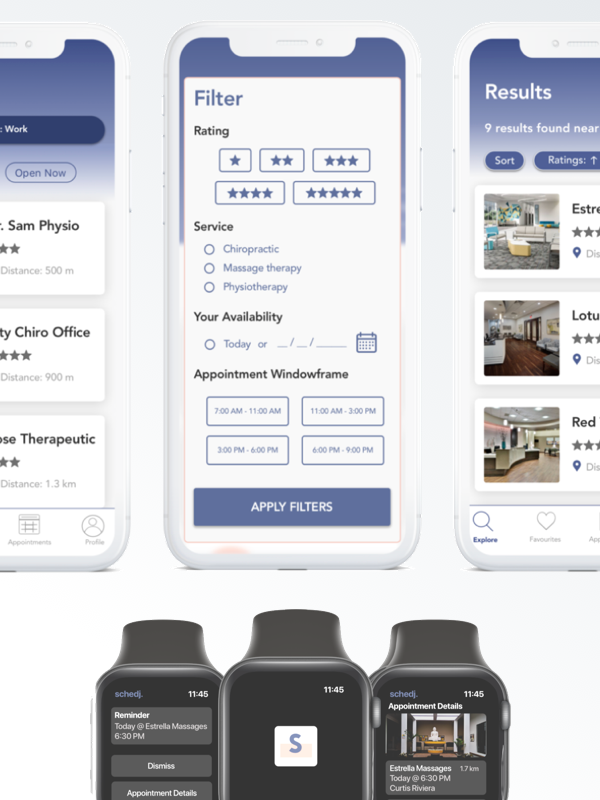 : Work
Open Now
r. Sam Physio
Distance: 500 m
ty Chiro Office
Distance: 900 m
ose Therapeutic
Distance: 1.3 km
Appointments
Profile
Filter
Rating
Service
Chiropractic
Massage therapy
Physiotherapy
Your Availability
Today or __/__/____
Appointment Windowframe
7:00 AM - 11:00 AM
11:00 AM - 3:00 PM
3:00 PM - 6:00 PM
6:00 PM - 9:00 PM
APPLY FILTERS
Results
9 results found near
Sort
Ratings: ↑
Estre
Dis
Lotu
Dis
Red
Dis
Explore
Favourites
App
schedj.
11:45
Reminder
Today @ Estrella Massages
6:30 PM
Dismiss
Appointment Details
11:45
S
schedj.
11:45
Appointment Details
Estrella Massages 1.7 km
Today @ 6:30 PM
Curtis Riviera